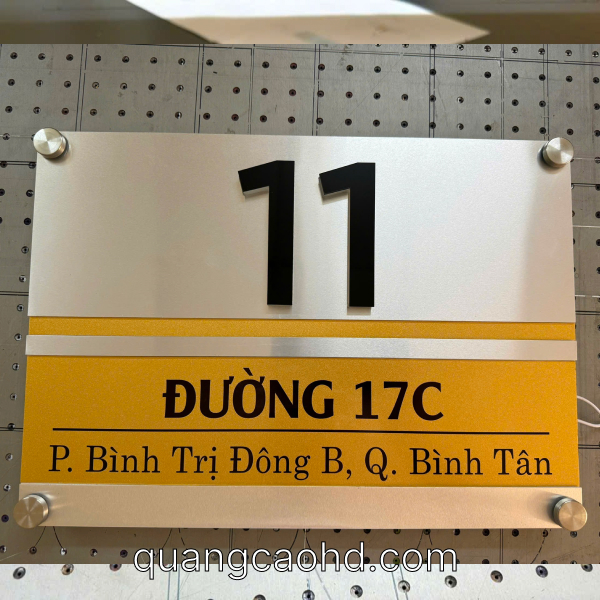 11
ĐƯỜNG 17C
P. Bình Trị Đông B, Q. Bình Tân
quangcaohd.com